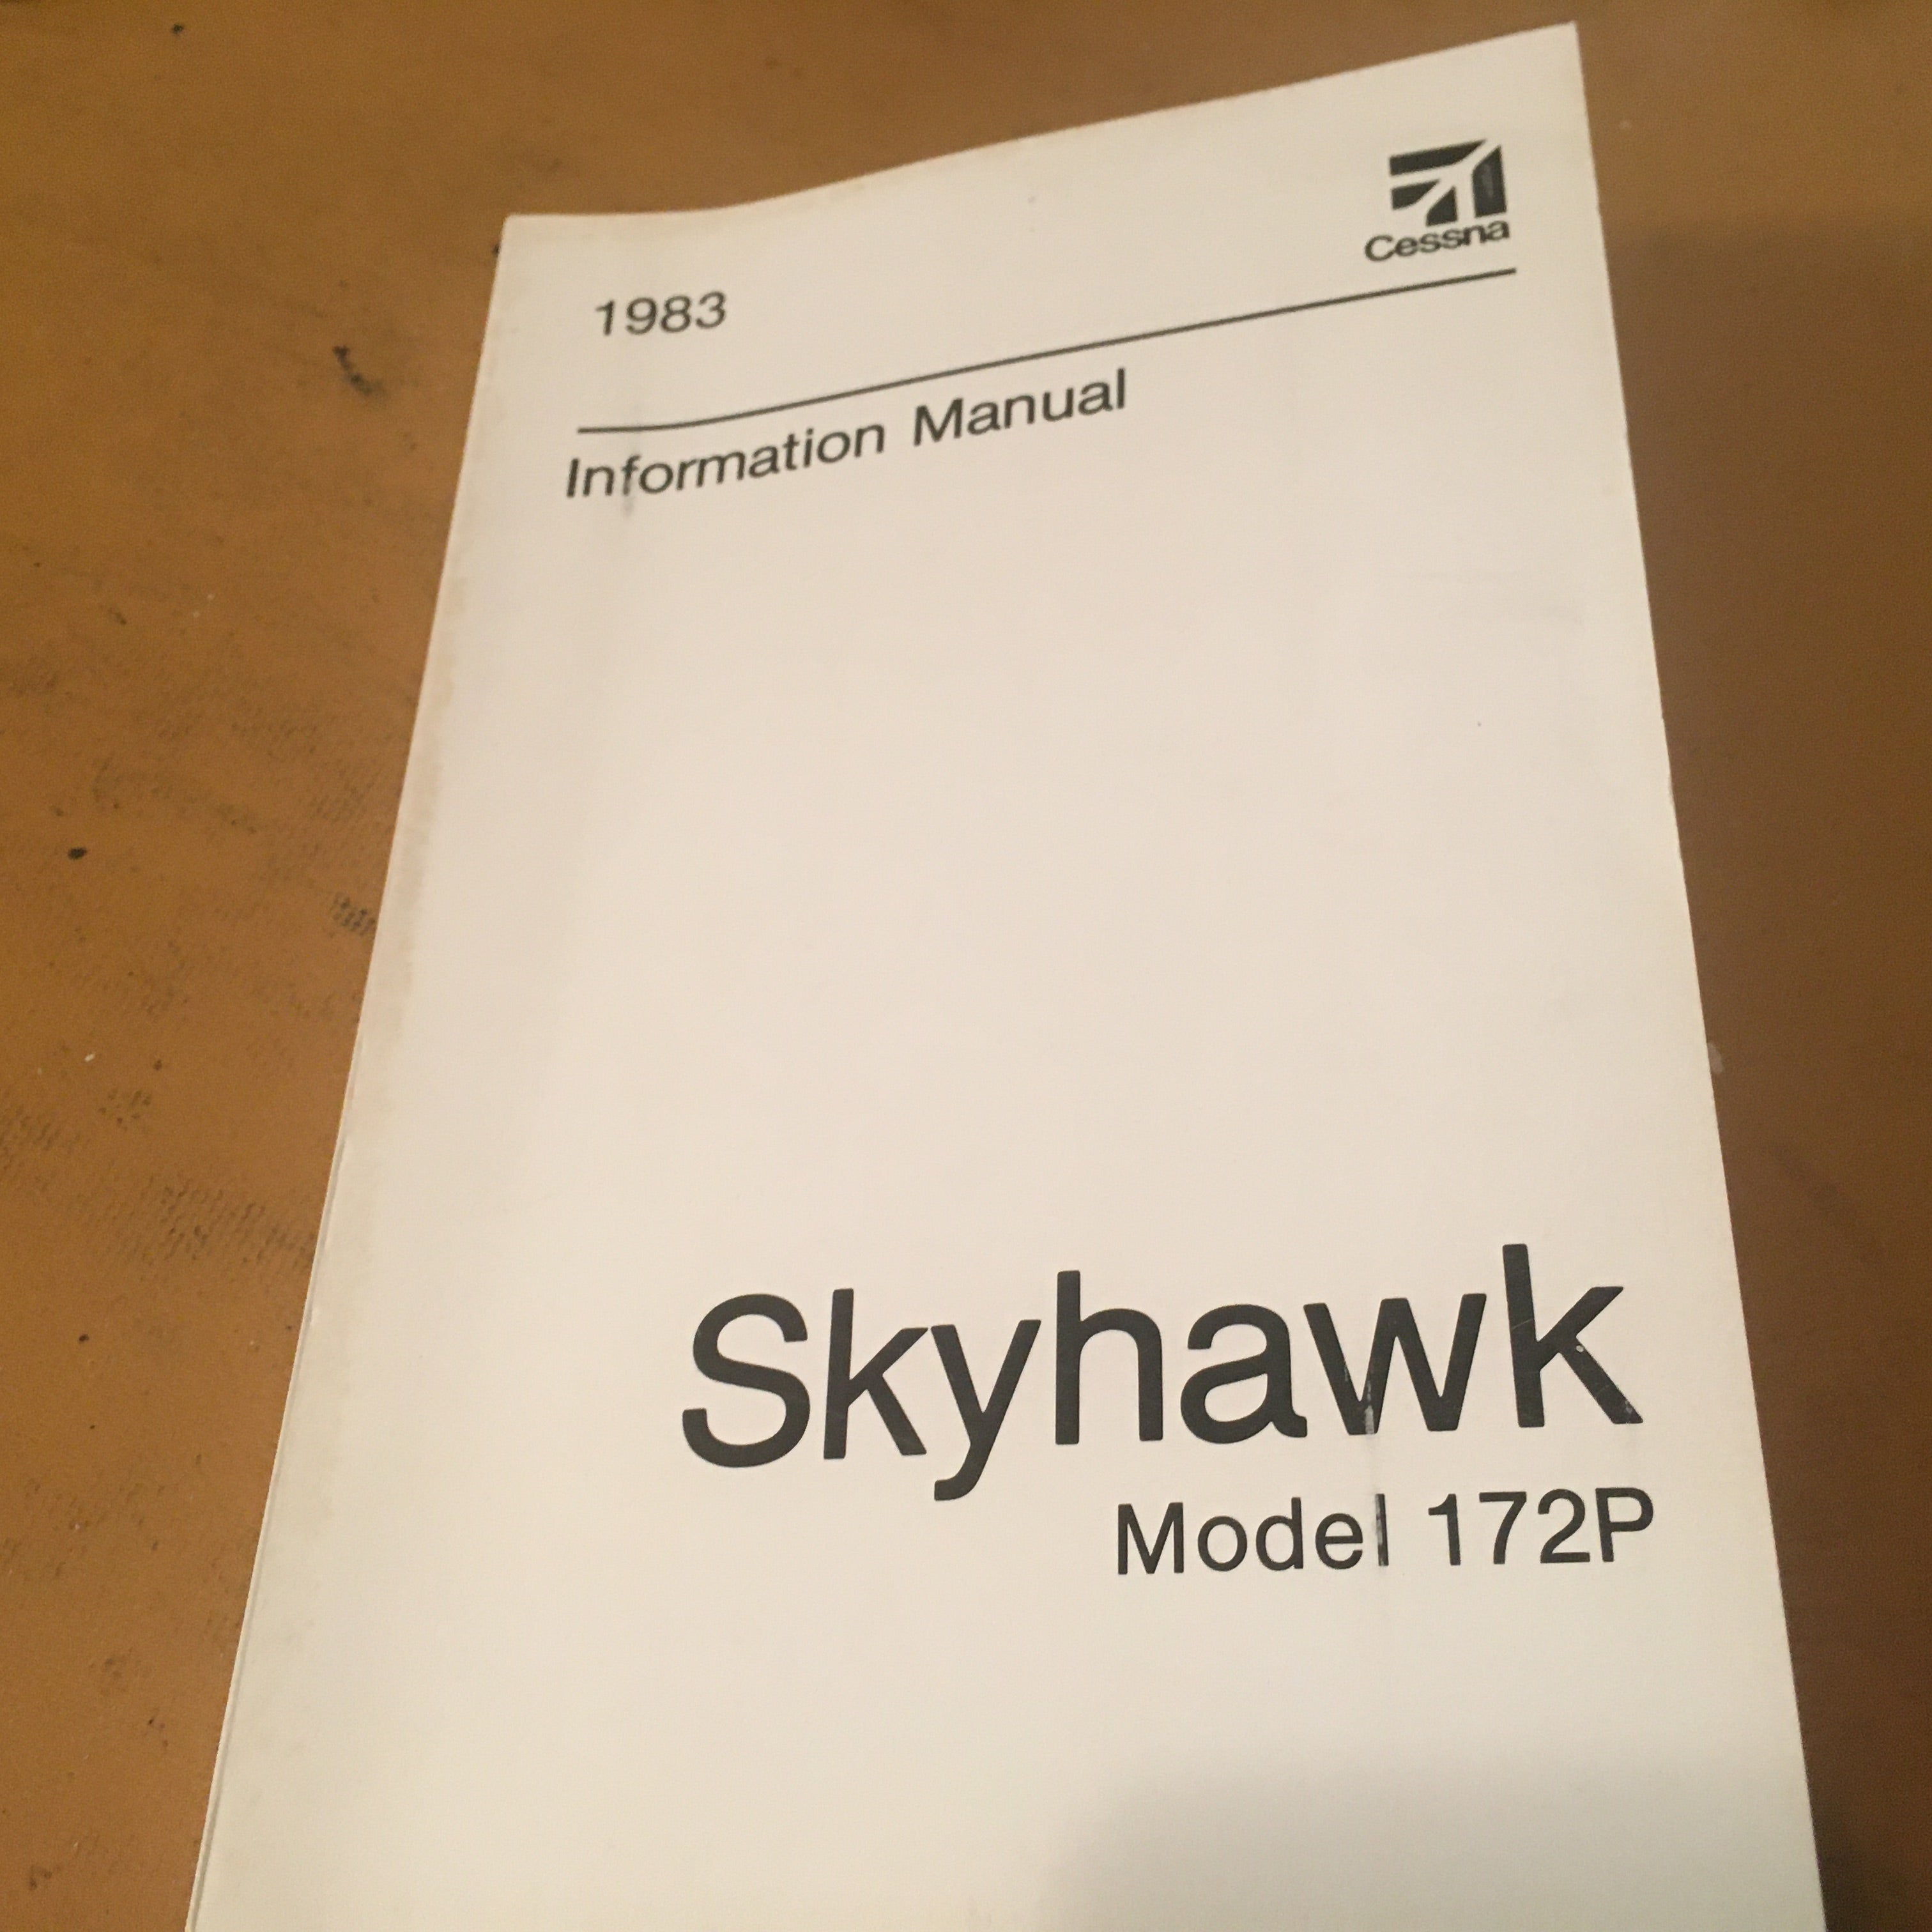 Cessna
1983
Information Manual
Skyhawk
Model 172P